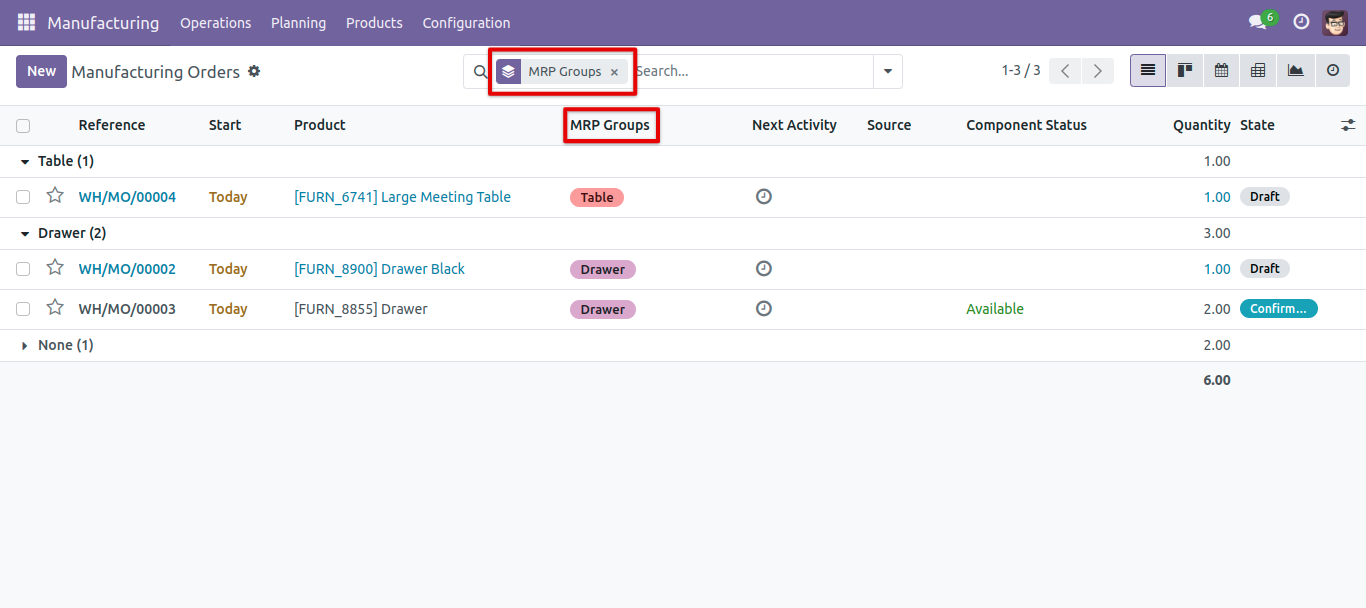 Manufacturing Operations Planning Products Configuration 6
New Manufacturing Orders MRP Groups × Search... 1-3 / 3
Reference Start Product MRP Groups Next Activity Source Component Status Quantity State
Table (1) 1.00
WH/MO/00004 Today [FURN_6741] Large Meeting Table Table 1.00 Draft
Drawer (2) 3.00
WH/MO/00002 Today [FURN_8900] Drawer Black Drawer 1.00 Draft
WH/MO/00003 Today [FURN_8855] Drawer Drawer Available 2.00 Confirm...
None (1) 2.00
6.00